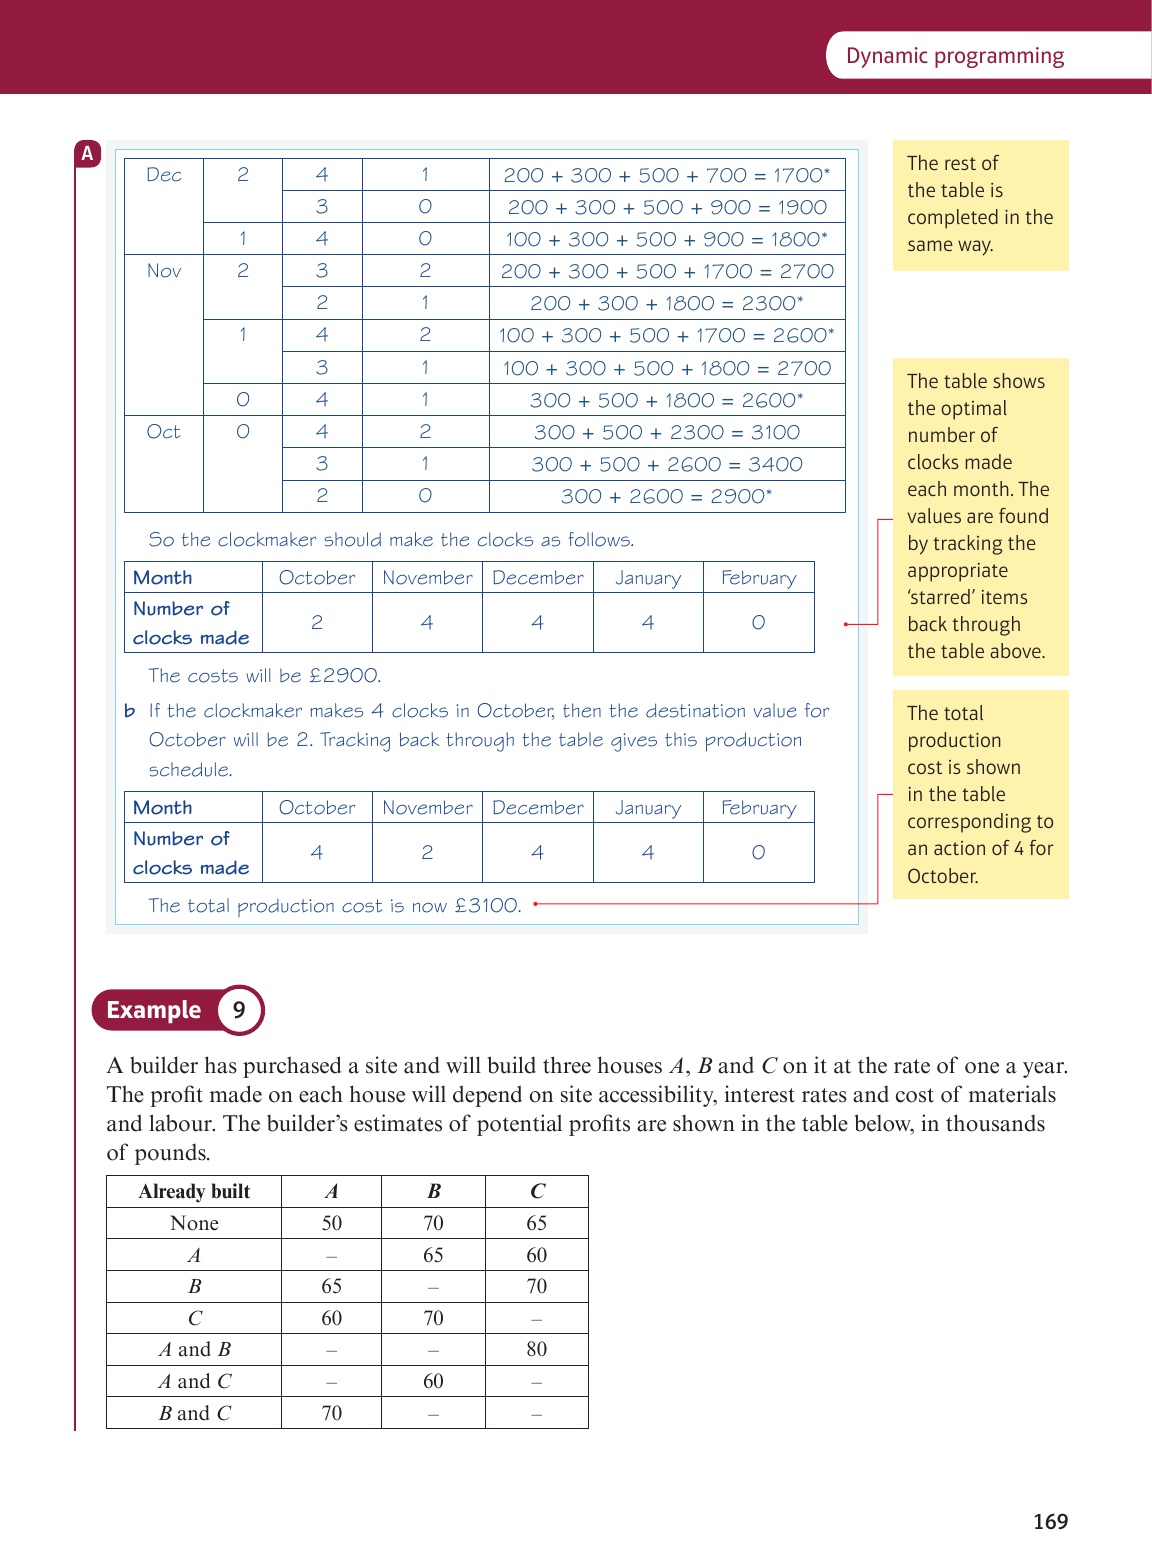 Dynamic programming
A
Dec 2 4 1 200 + 300 + 500 + 700 = 1700*
3 0 200 + 300 + 500 + 900 = 1900
1 4 0 100 + 300 + 500 + 900 = 1800*
Nov 2 3 2 200 + 300 + 500 + 1700 = 2700
2 1 200 + 300 + 1800 = 2300*
1 4 2 100 + 300 + 500 + 1700 = 2600*
3 1 100 + 300 + 500 + 1800 = 2700
0 4 1 300 + 500 + 1800 = 2600*
Oct 0 4 2 300 + 500 + 2300 = 3100
3 1 300 + 500 + 2600 = 3400
2 0 300 + 2600 = 2900*
The rest of
the table is
completed in the
same way.
So the clockmaker should make the clocks as follows.
Month October November December January February
Number of
clocks made 2 4 4 4 0
The costs will be £2900.
The table shows
the optimal
number of
clocks made
each month. The
values are found
by tracking the
appropriate
‘starred’ items
back through
the table above.
b If the clockmaker makes 4 clocks in October, then the destination value for
October will be 2. Tracking back through the table gives this production
schedule.
Month October November December January February
Number of
clocks made 4 2 4 4 0
The total production cost is now £3100.
The total
production
cost is shown
in the table
corresponding to
an action of 4 for
October.
Example 9
A builder has purchased a site and will build three houses A, B and C on it at the rate of one a year.
The profit made on each house will depend on site accessibility, interest rates and cost of materials
and labour. The builder’s estimates of potential profits are shown in the table below, in thousands
of pounds.
Already built A B C
None 50 70 65
A – 65 60
B 65 – 70
C 60 70 –
A and B – – 80
A and C – 60 –
B and C 70 – –
169